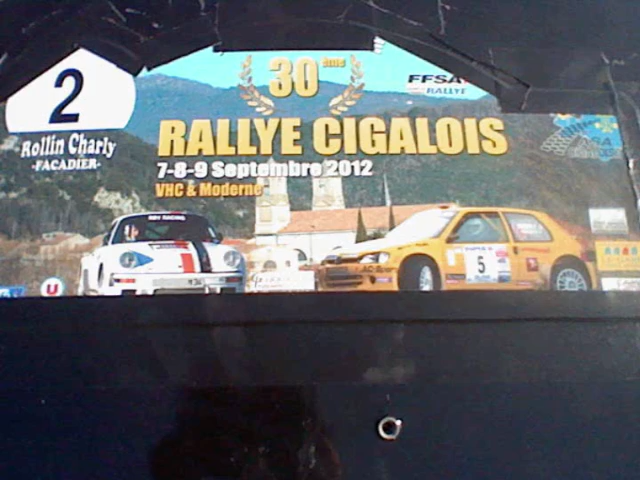 2
Rollin Charly
-FACADIER-
30ème
FFSA
RALLYE
RALLYE CIGALOIS
7-8-9 Septembre 2012
VHC & Moderne
5
U